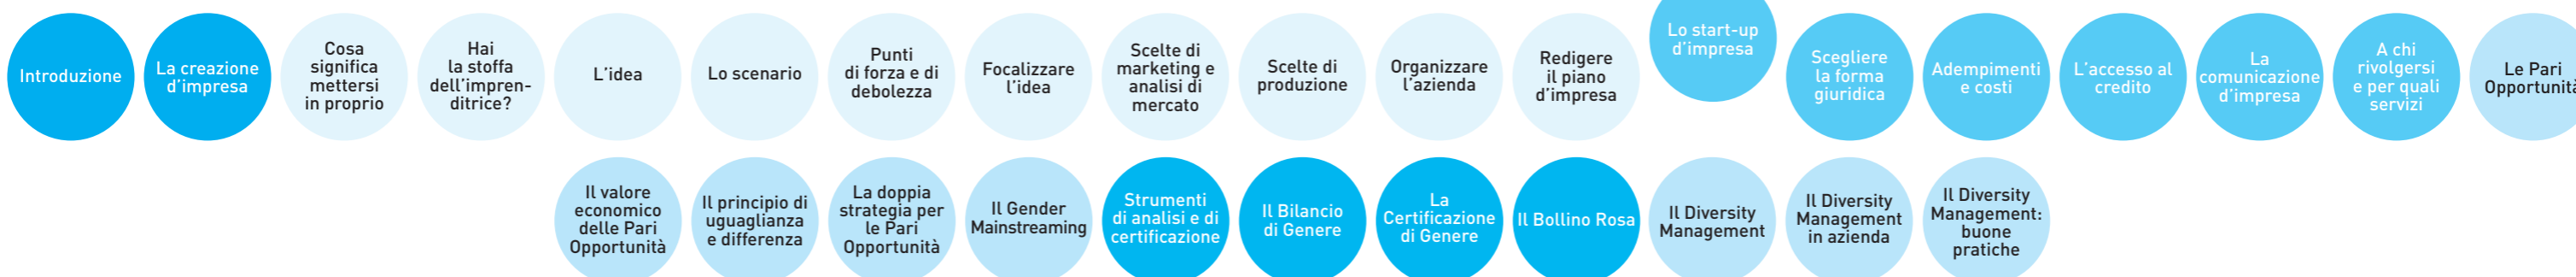 Introduzione
La creazione
d'impresa
Cosa
significa
mettersi
in proprio
Hai
la stoffa
dell'impren-
ditrice?
L'idea
Lo scenario
Punti
di forza e di
debolezza
Focalizzare
l'idea
Scelte di
marketing e
analisi di
mercato
Scelte di
produzione
Organizzare
l'azienda
Redigere
il piano
d'impresa
Lo start-up
d'impresa
Scegliere
la forma
giuridica
Adempimenti
e costi
L'accesso al
credito
La
comunicazione
d'impresa
A chi
rivolgersi
e per quali
servizi
Le Pari
Opportunità
Il valore
economico
delle Pari
Opportunità
Il principio di
uguaglianza
e differenza
La doppia
strategia per
le Pari
Opportunità
Il Gender
Mainstreaming
Strumenti
di analisi e di
certificazione
Il Bilancio
di Genere
La
Certificazione
di Genere
Il Bollino Rosa
Il Diversity
Management
Il Diversity
Management
in azienda
Il Diversity
Management:
buone
pratiche